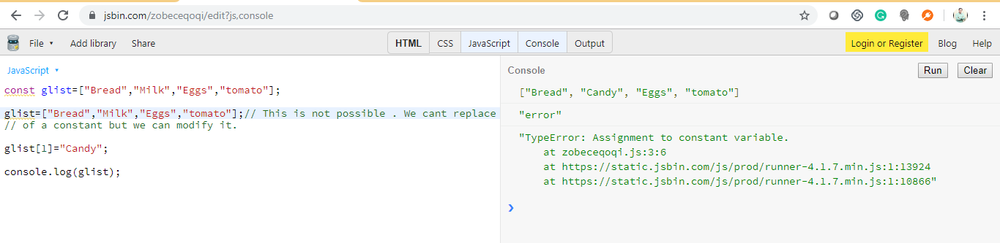 jsbin.com/zobeceqoqi/edit?js,console
File Add library Share HTML CSS JavaScript Console Output Login or Register Blog Help
JavaScript
const glist=["Bread","Milk","Eggs","tomato"];
glist=["Bread","Milk","Eggs","tomato"];// This is not possible . We cant replace
// of a constant but we can modify it.
glist[1]="Candy";
console.log(glist);
Console Run Clear
["Bread", "Candy", "Eggs", "tomato"]
"error"
"TypeError: Assignment to constant variable.
at zobeceqoqi.js:3:6
at https://static.jsbin.com/js/prod/runner-4.1.7.min.js:1:13924
at https://static.jsbin.com/js/prod/runner-4.1.7.min.js:1:10866"